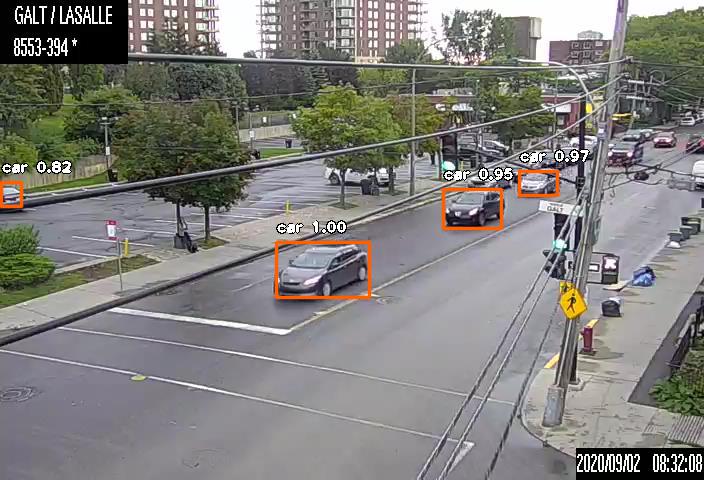 GALT / LASALLE
8553-394 *
car 0.82
car 0.97
car 0.95
GALT
car 1.00
2020/09/02 08:32:08